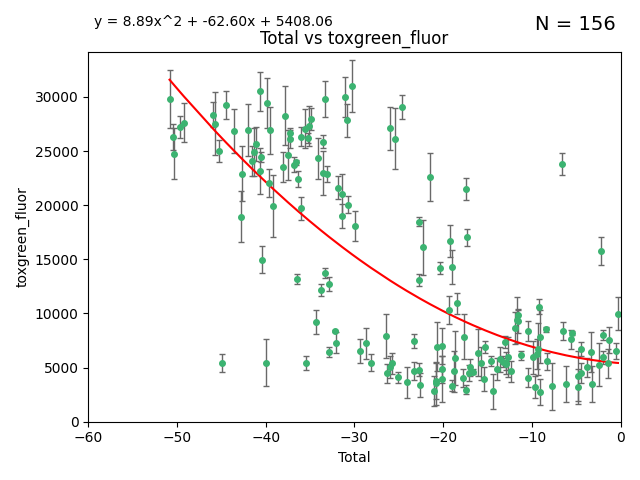 y = 8.89x^2 + -62.60x + 5408.06
N = 156
Total vs toxgreen_fluor
toxgreen_fluor
30000
25000
20000
15000
10000
5000
0
−60
−50
−40
−30
−20
−10
0
Total